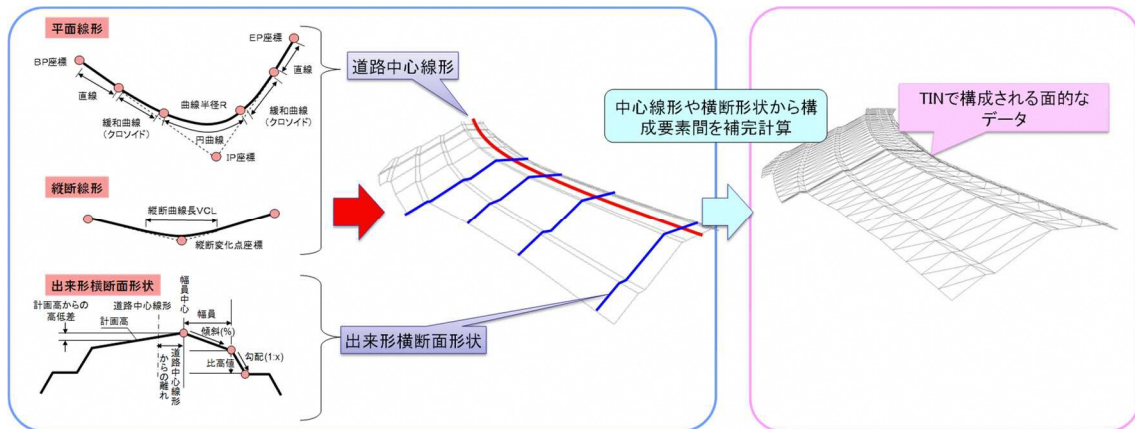 平面線形
BP座標
EP座標
直線
直線
緩和曲線
(クロソイド)
曲線半径R
緩和曲線
(クロソイド)
円曲線
IP座標
縦断線形
縦断曲線長VCL
縦断変化点座標
出来形横断面形状
計画高からの
高低差
計画高
道路中心線形
幅員中心
幅員
傾斜(%)
勾配(1:x)
比高値
道路中心線形
からの離れ
道路中心線形
出来形横断面形状
中心線形や横断形状から構
成要素間を補完計算
TINで構成される面的な
データ